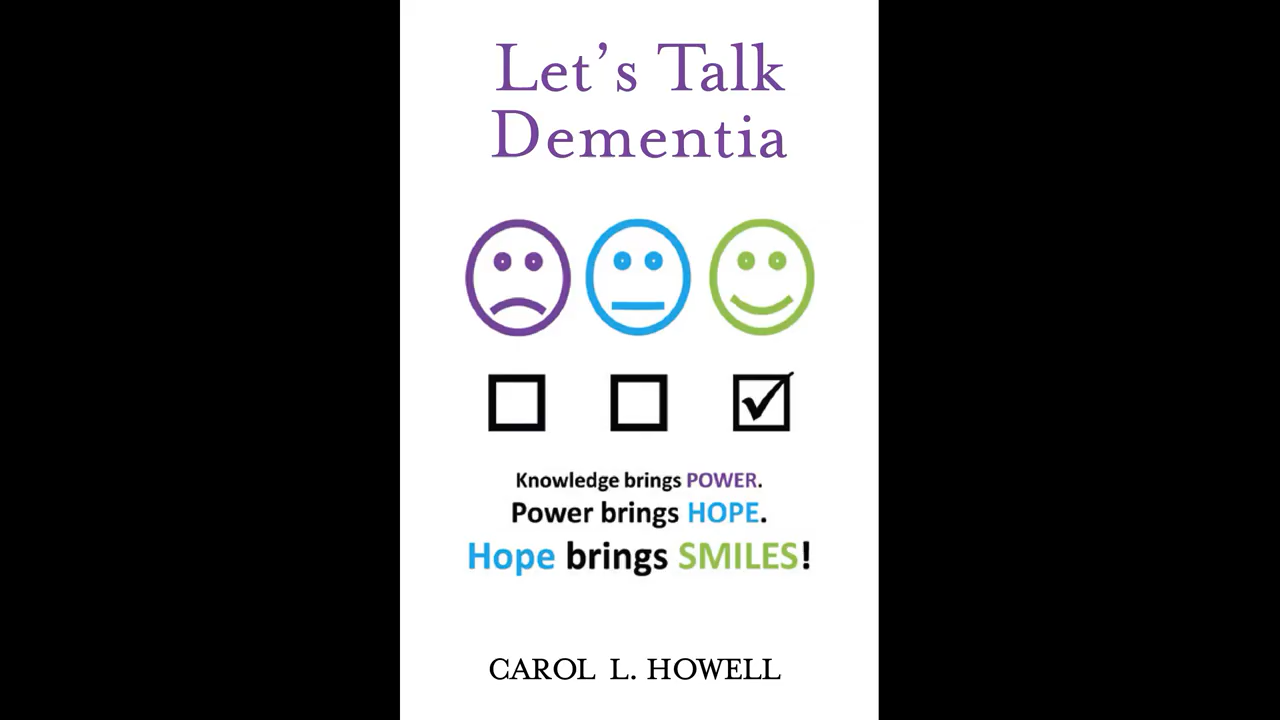 Let’s Talk
Dementia
Knowledge brings POWER.
Power brings HOPE.
Hope brings SMILES!
CAROL L. HOWELL